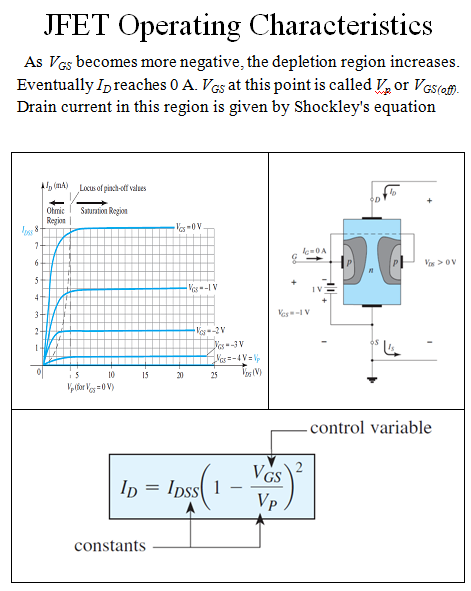 JFET Operating Characteristics
As VGS becomes more negative, the depletion region increases.
Eventually ID reaches 0 A. VGS at this point is called Vp or VGS(off).
Drain current in this region is given by Shockley's equation
ID (mA)
Locus of pinch-off values
Ohmic Region
Saturation Region
IDSS 8
7
6
5
4
3
2
1
0
5
10
15
20
25
VDS (V)
VP (for VGS = 0 V)
VGS = 0 V
VGS = -1 V
VGS = -2 V
VGS = -3 V
VGS = -4 V = VP
ID
D
+
IG = 0 A
G
p
n
p
VDS > 0 V
+
-
1 V
+
VGS = -1 V
-
S
IS
-
control variable
ID = IDSS(1 - VGS/VP)2
constants